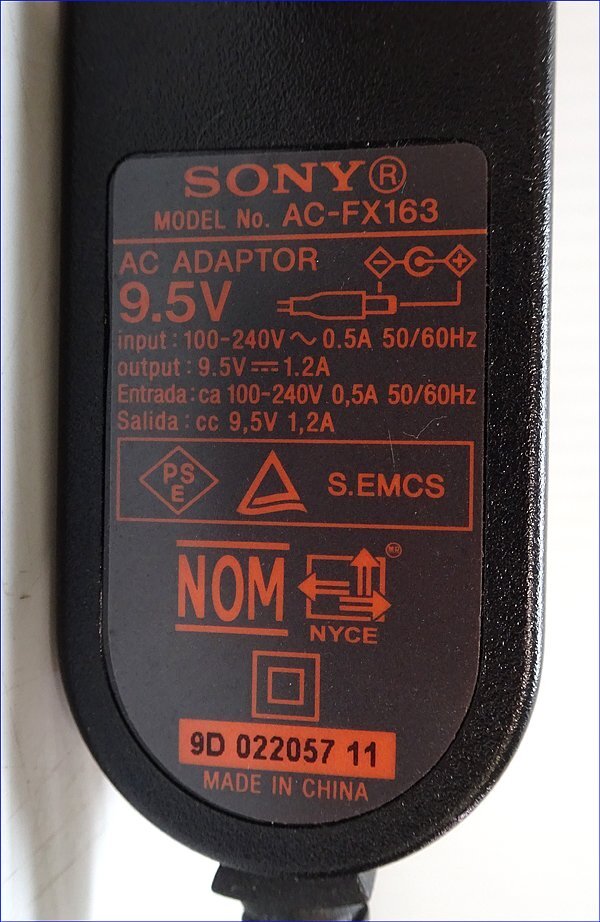 SONY®
MODEL No. AC-FX163
AC ADAPTOR
9.5V
input : 100-240V ~ 0.5A 50/60Hz
output : 9.5V ⎓ 1.2A
Entrada : ca 100-240V 0,5A 50/60Hz
Salida : cc 9,5V 1,2A
PS
E
S.EMCS
NOM
NYCE
9D 022057 11
MADE IN CHINA